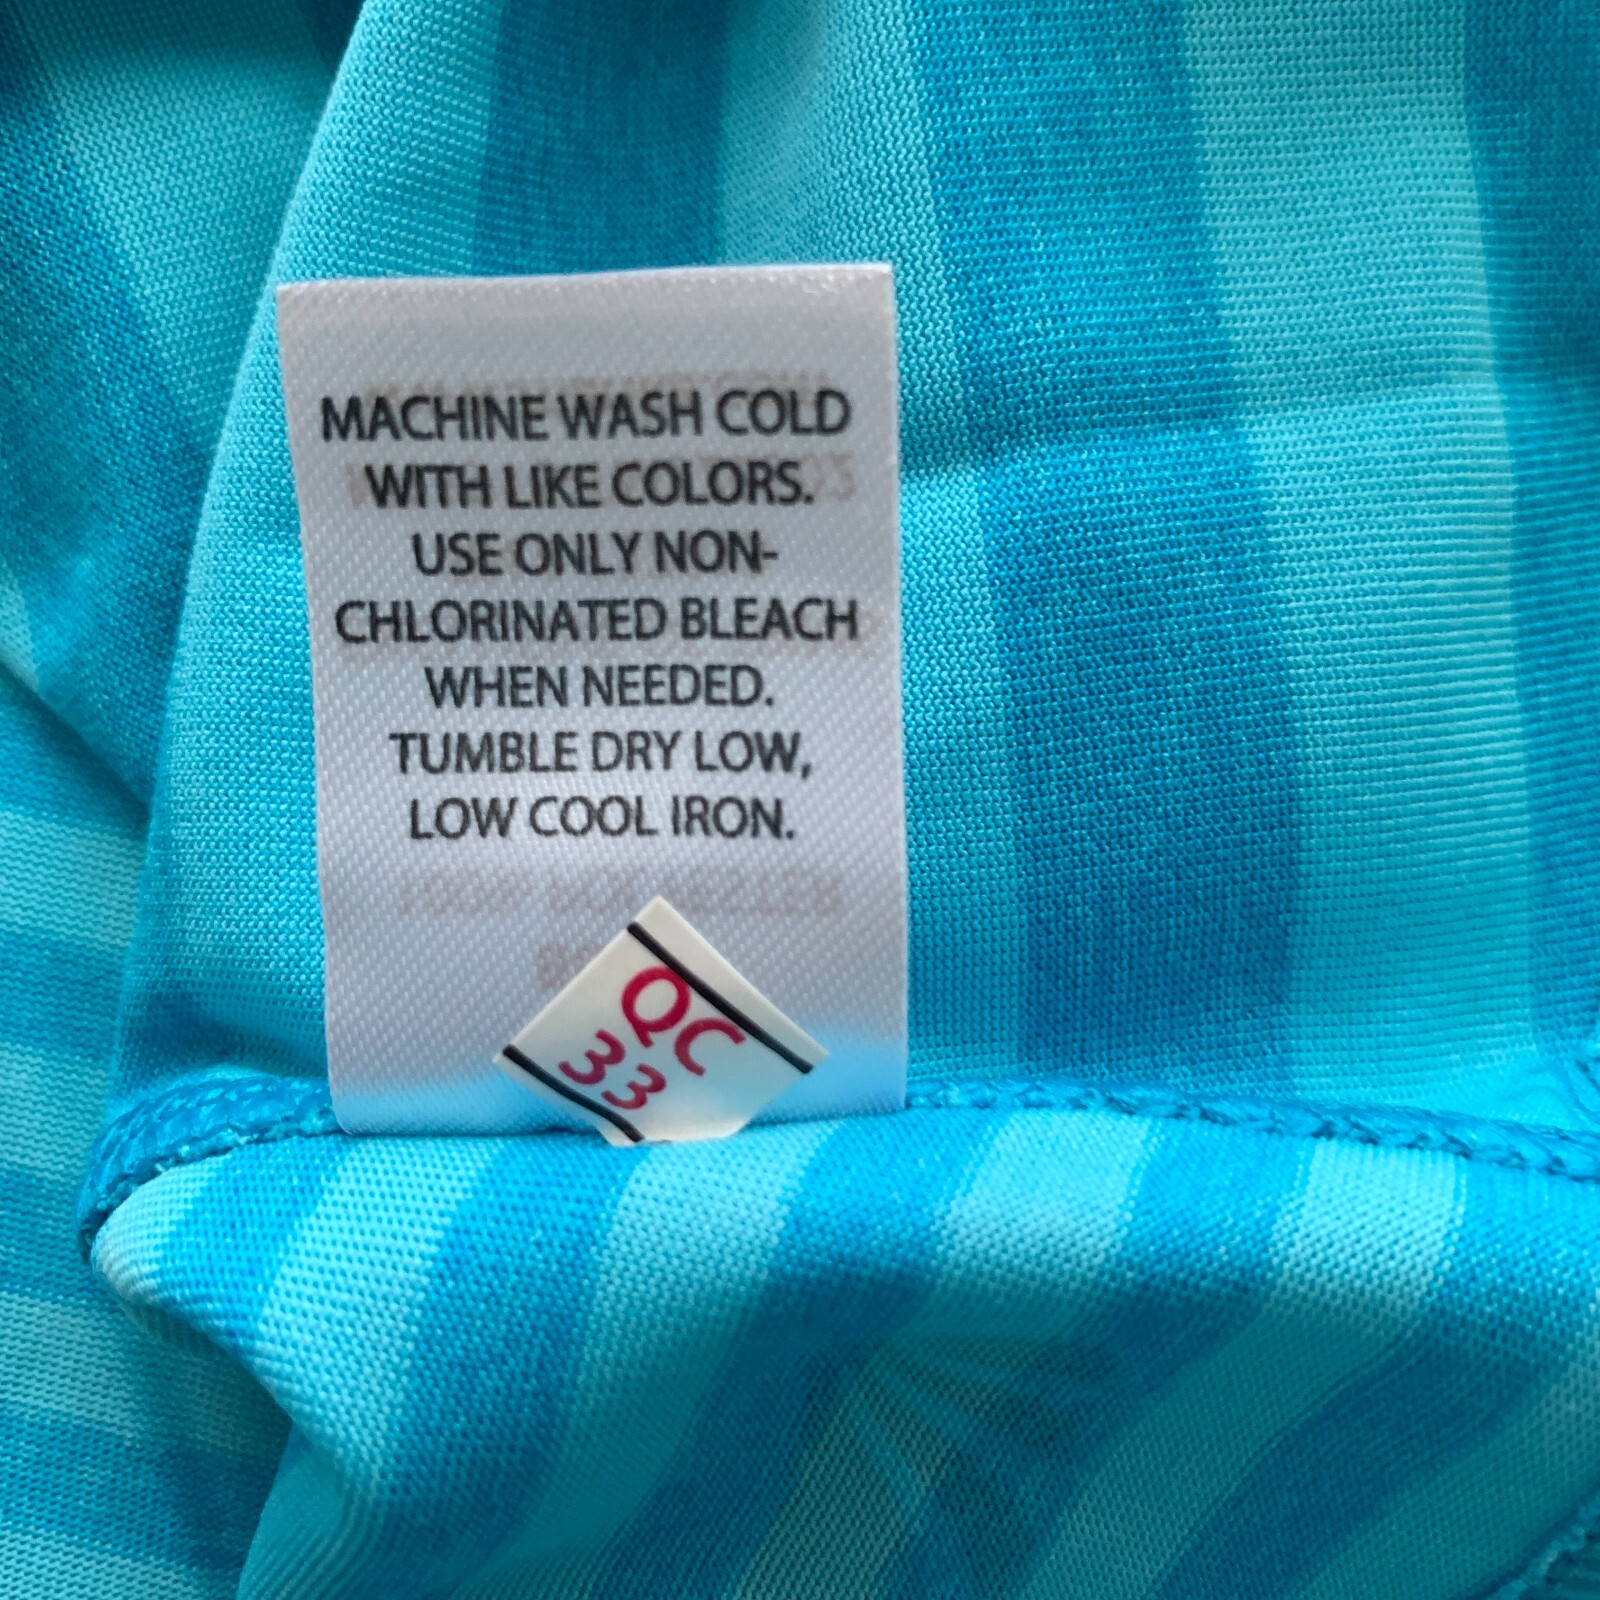 MACHINE WASH COLD
WITH LIKE COLORS.
USE ONLY NON-
CHLORINATED BLEACH
WHEN NEEDED.
TUMBLE DRY LOW,
LOW COOL IRON.
QC
33